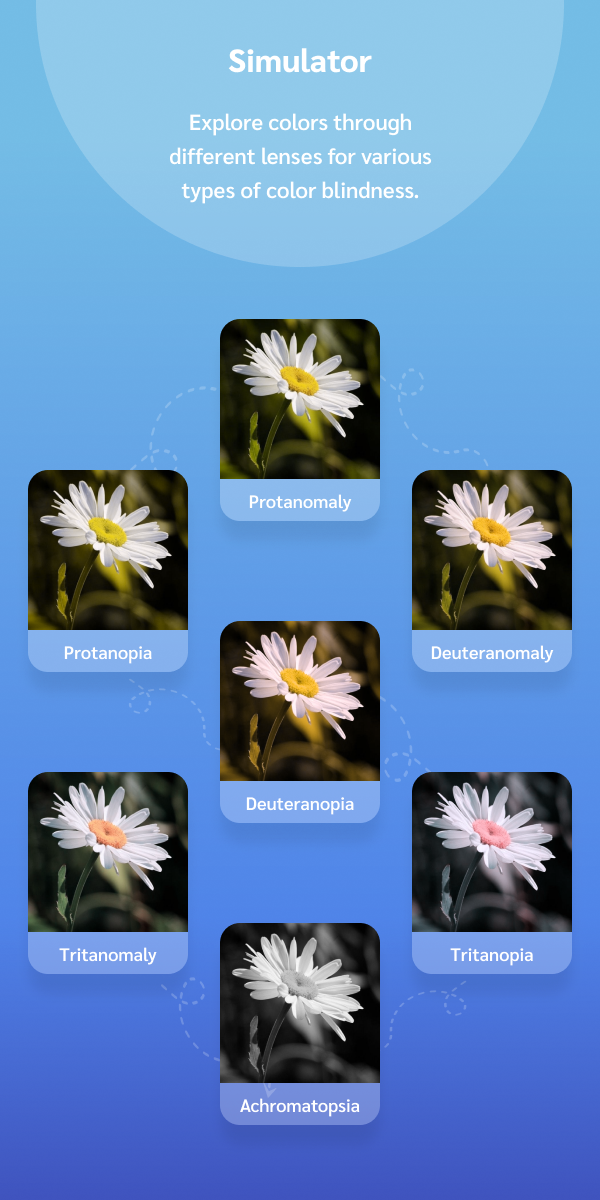 Simulator
Explore colors through
different lenses for various
types of color blindness.
Protanomaly
Protanopia
Deuteranomaly
Deuteranopia
Tritanomaly
Tritanopia
Achromatopsia